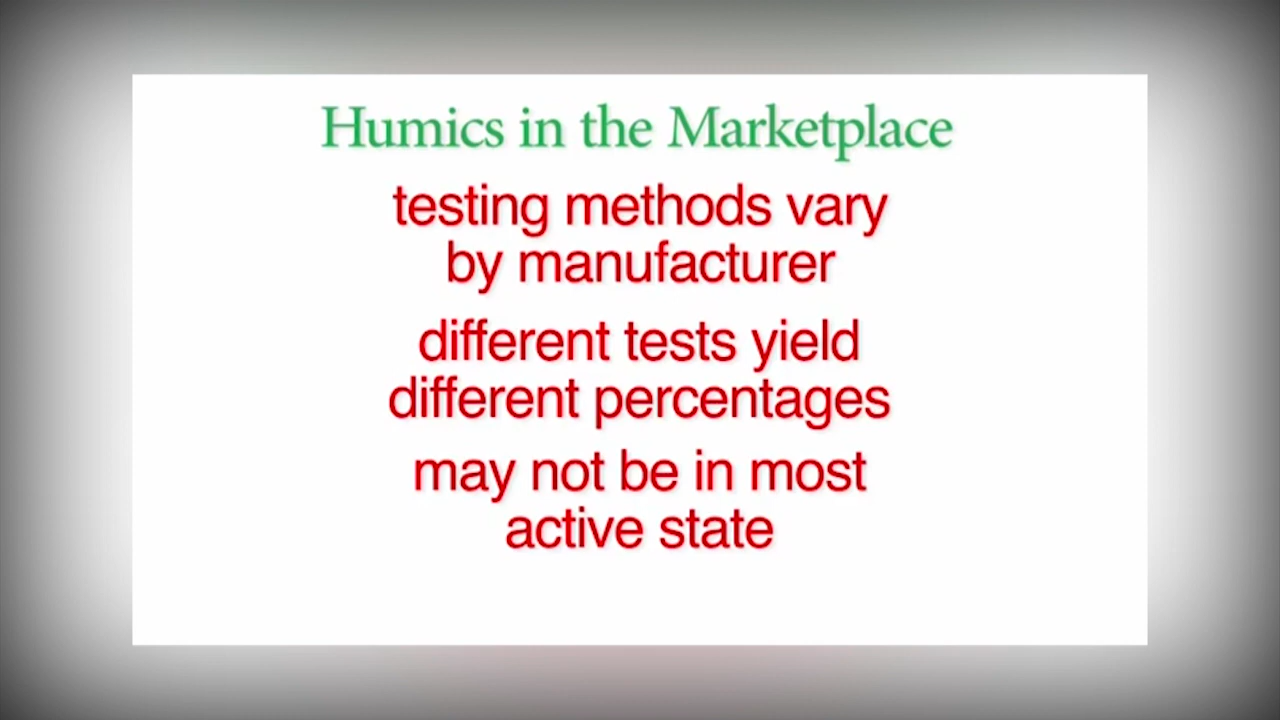 Humics in the Marketplace
testing methods vary
by manufacturer
different tests yield
different percentages
may not be in most
active state